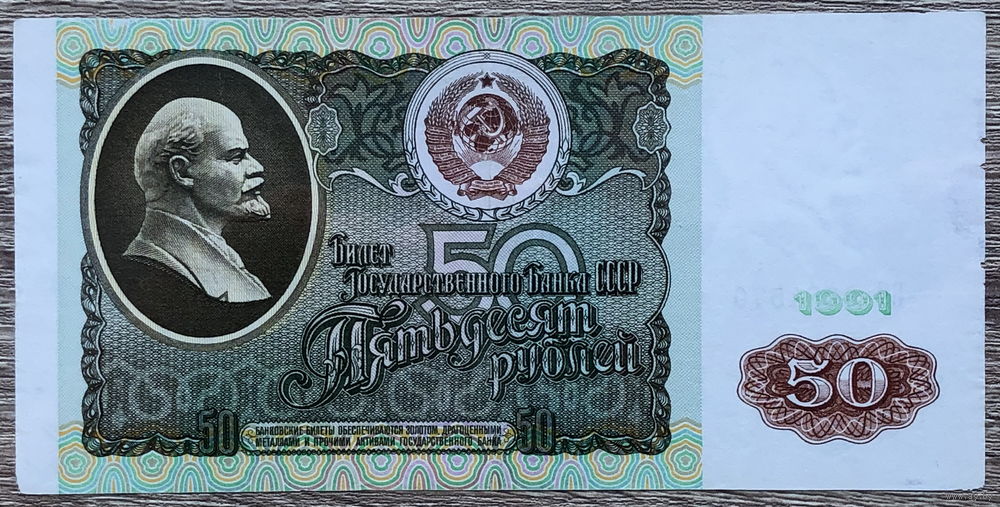 Билет
Государственного Банка СССР
50
Пятьдесят
рублей
50
БАНКОВСКИЕ БИЛЕТЫ ОБЕСПЕЧИВАЮТСЯ ЗОЛОТОМ, ДРАГОЦЕННЫМИ
МЕТАЛЛАМИ И ПРОЧИМИ АКТИВАМИ ГОСУДАРСТВЕННОГО БАНКА
50
1991
50